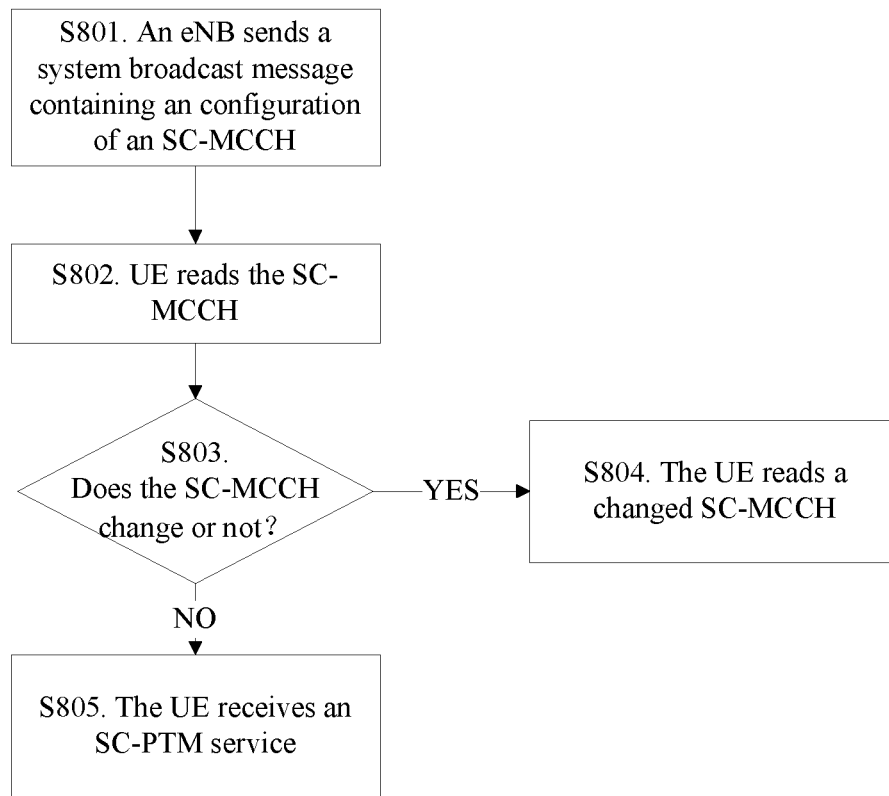 S801. An eNB sends a
system broadcast message
containing an configuration
of an SC-MCCH
S802. UE reads the SC-
MCCH
S803.
Does the SC-MCCH
change or not？
YES
S804. The UE reads a
changed SC-MCCH
NO
S805. The UE receives an
SC-PTM service